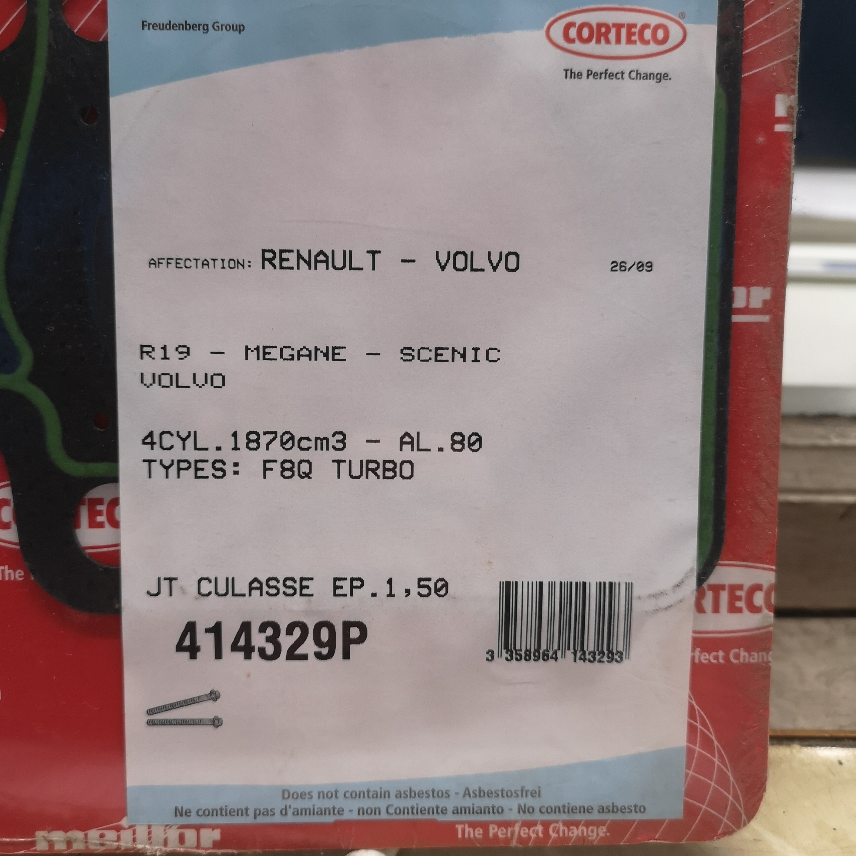 Freudenberg Group
CORTECO®
The Perfect Change.
AFFECTATION: RENAULT - VOLVO 26/09
R19 - MEGANE - SCENIC
VOLVO
4CYL.1870cm3 - AL.80
TYPES: F8Q TURBO
JT CULASSE EP.1,50
414329P
3 358964 143293
Does not contain asbestos - Asbestosfrei
Ne contient pas d'amiante - non Contiente amianto - No contiene asbesto
meillor
The Perfect Change.